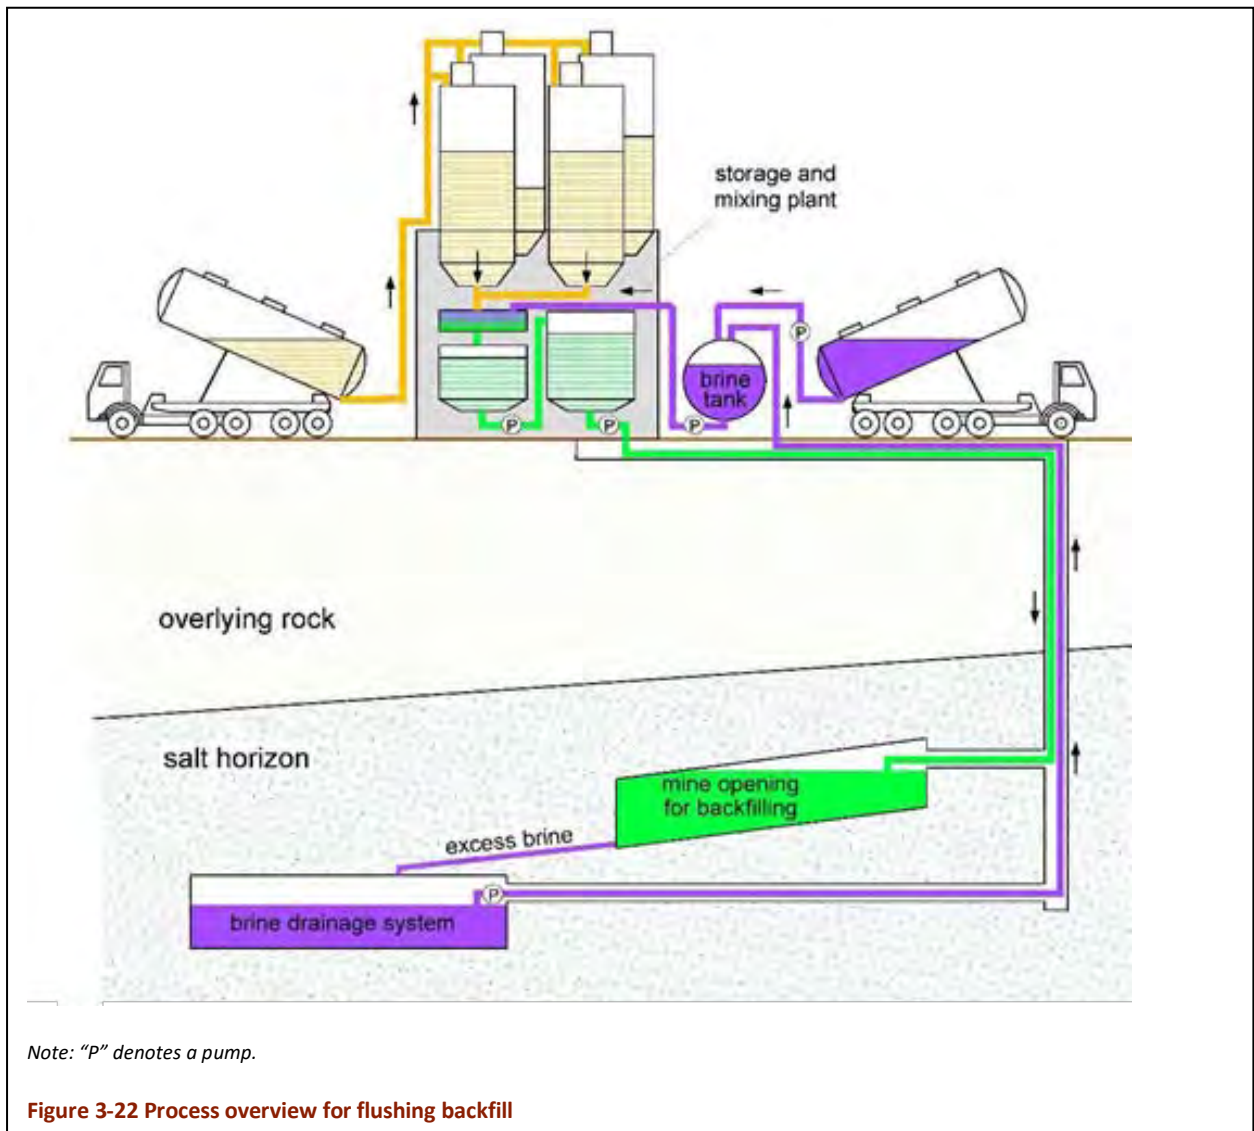 storage and
mixing plant
P
brine
tank
P
P
P
overlying rock
salt horizon
mine opening
for backfilling
excess brine
P
brine drainage system
Note: “P” denotes a pump.
Figure 3-22 Process overview for flushing backfill